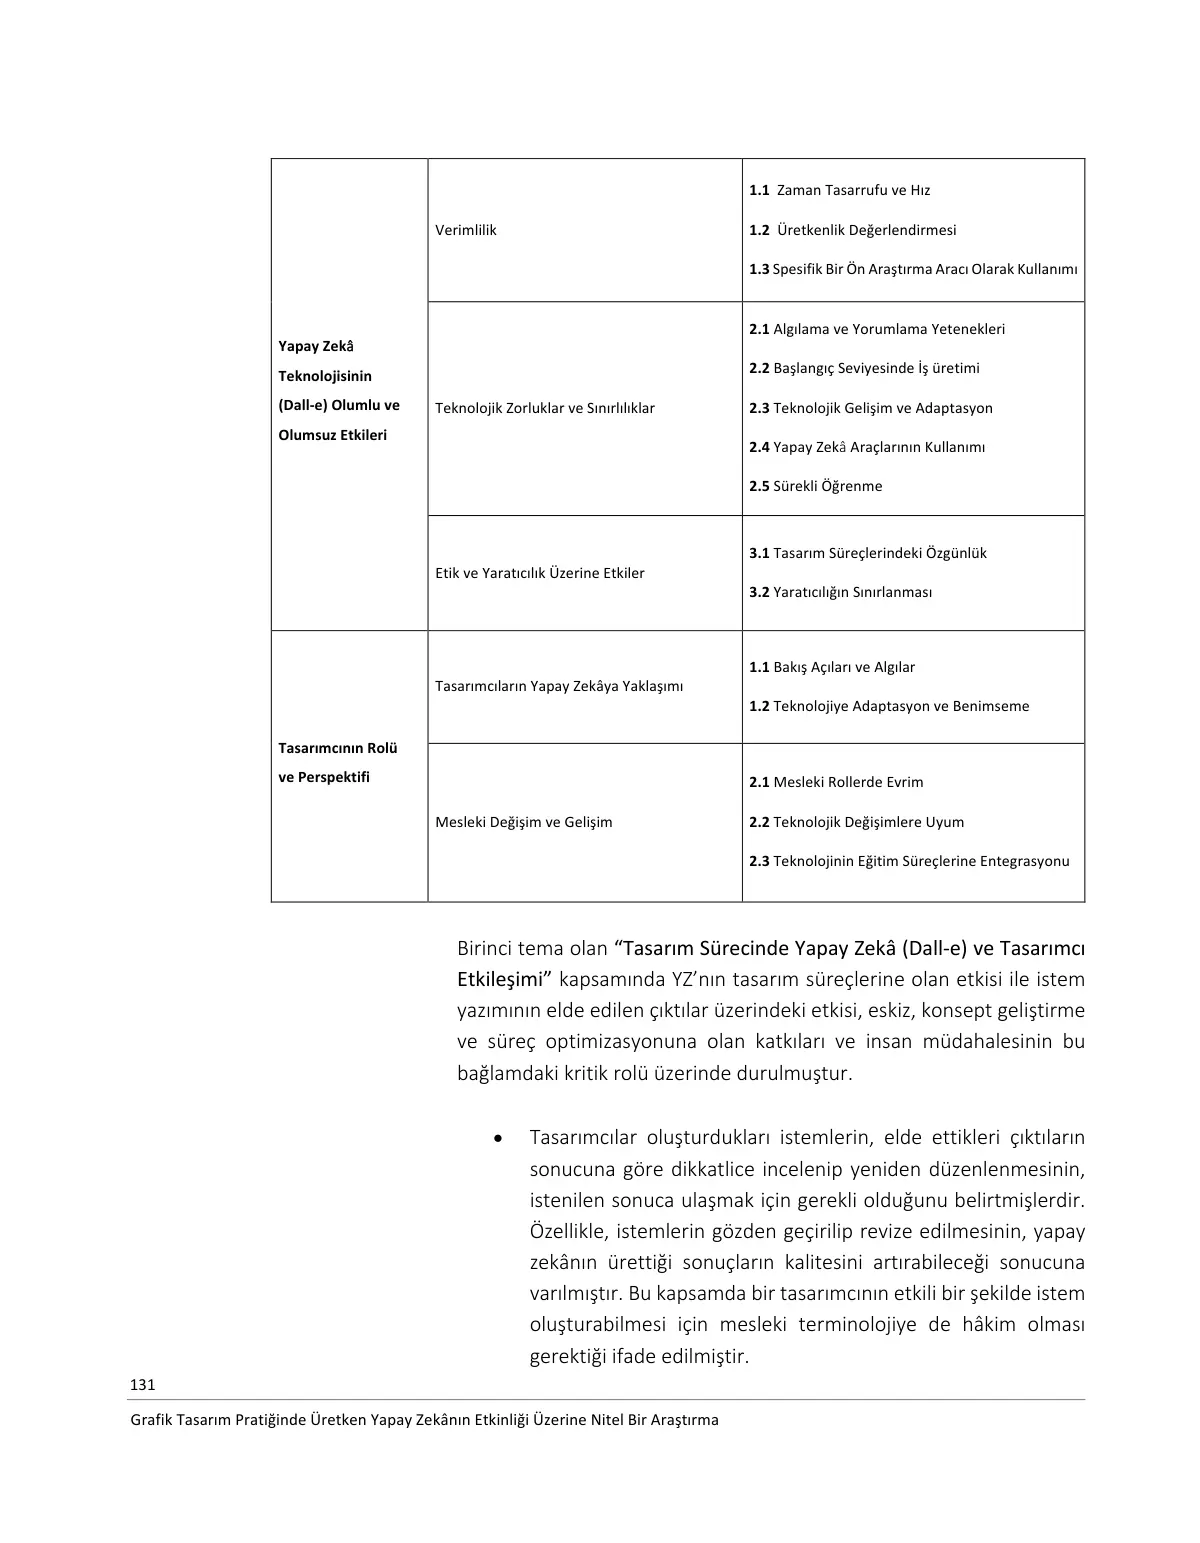 Yapay Zekâ
Teknolojisinin
(Dall-e) Olumlu ve
Olumsuz Etkileri
Verimlilik
1.1 Zaman Tasarrufu ve Hız
1.2 Üretkenlik Değerlendirmesi
1.3 Spesifik Bir Ön Araştırma Aracı Olarak Kullanımı
Teknolojik Zorluklar ve Sınırlılıklar
2.1 Algılama ve Yorumlama Yetenekleri
2.2 Başlangıç Seviyesinde İş üretimi
2.3 Teknolojik Gelişim ve Adaptasyon
2.4 Yapay Zekâ Araçlarının Kullanımı
2.5 Sürekli Öğrenme
Etik ve Yaratıcılık Üzerine Etkiler
3.1 Tasarım Süreçlerindeki Özgünlük
3.2 Yaratıcılığın Sınırlanması
Tasarımcının Rolü
ve Perspektifi
Tasarımcıların Yapay Zekâya Yaklaşımı
1.1 Bakış Açıları ve Algılar
1.2 Teknolojiye Adaptasyon ve Benimseme
Mesleki Değişim ve Gelişim
2.1 Mesleki Rollerde Evrim
2.2 Teknolojik Değişimlere Uyum
2.3 Teknolojinin Eğitim Süreçlerine Entegrasyonu
Birinci tema olan “Tasarım Sürecinde Yapay Zekâ (Dall-e) ve Tasarımcı
Etkileşimi” kapsamında YZ’nın tasarım süreçlerine olan etkisi ile istem
yazımının elde edilen çıktılar üzerindeki etkisi, eskiz, konsept geliştirme
ve süreç optimizasyonuna olan katkıları ve insan müdahalesinin bu
bağlamdaki kritik rolü üzerinde durulmuştur.
• Tasarımcılar oluşturdukları istemlerin, elde ettikleri çıktıların
sonucuna göre dikkatlice incelenip yeniden düzenlenmesinin,
istenilen sonuca ulaşmak için gerekli olduğunu belirtmişlerdir.
Özellikle, istemlerin gözden geçirilip revize edilmesinin, yapay
zekânın ürettiği sonuçların kalitesini artırabileceği sonucuna
varılmıştır. Bu kapsamda bir tasarımcının etkili bir şekilde istem
oluşturabilmesi için mesleki terminolojiye de hâkim olması
gerektiği ifade edilmiştir.
131
Grafik Tasarım Pratiğinde Üretken Yapay Zekânın Etkinliği Üzerine Nitel Bir Araştırma